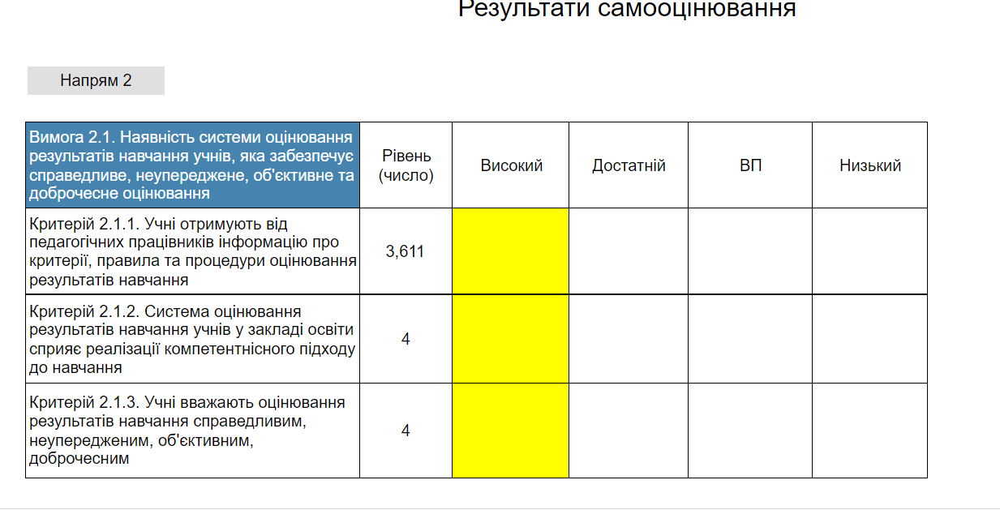 Результати самооцінювання
Напрям 2
Вимога 2.1. Наявність системи оцінювання
результатів навчання учнів, яка забезпечує
справедливе, неупереджене, об'єктивне та
доброчесне оцінювання
Рівень
(число)
Високий
Достатній
ВП
Низький
Критерій 2.1.1. Учні отримують від
педагогічних працівників інформацію про
критерії, правила та процедури оцінювання
результатів навчання
3,611
Критерій 2.1.2. Система оцінювання
результатів навчання учнів у закладі освіти
сприяє реалізації компетентнісного підходу
до навчання
4
Критерій 2.1.3. Учні вважають оцінювання
результатів навчання справедливим,
неупередженим, об'єктивним,
доброчесним
4